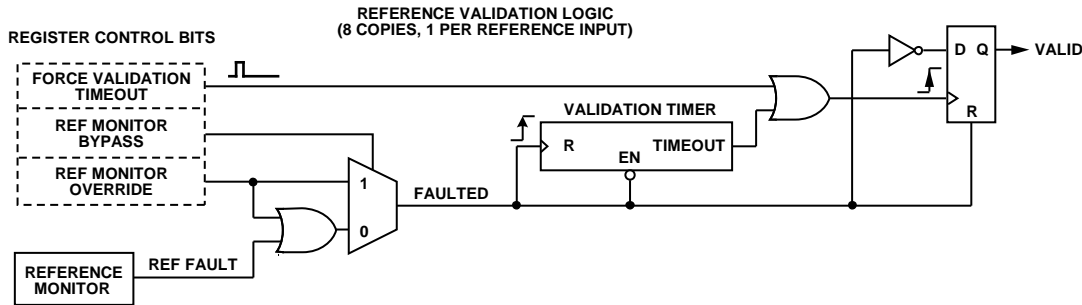 REFERENCE VALIDATION LOGIC
(8 COPIES, 1 PER REFERENCE INPUT)
REGISTER CONTROL BITS
FORCE VALIDATION
TIMEOUT
REF MONITOR
BYPASS
REF MONITOR
OVERRIDE
REFERENCE
MONITOR
REF FAULT
1
0
FAULTED
VALIDATION TIMER
R
TIMEOUT
EN
D Q
R
VALID